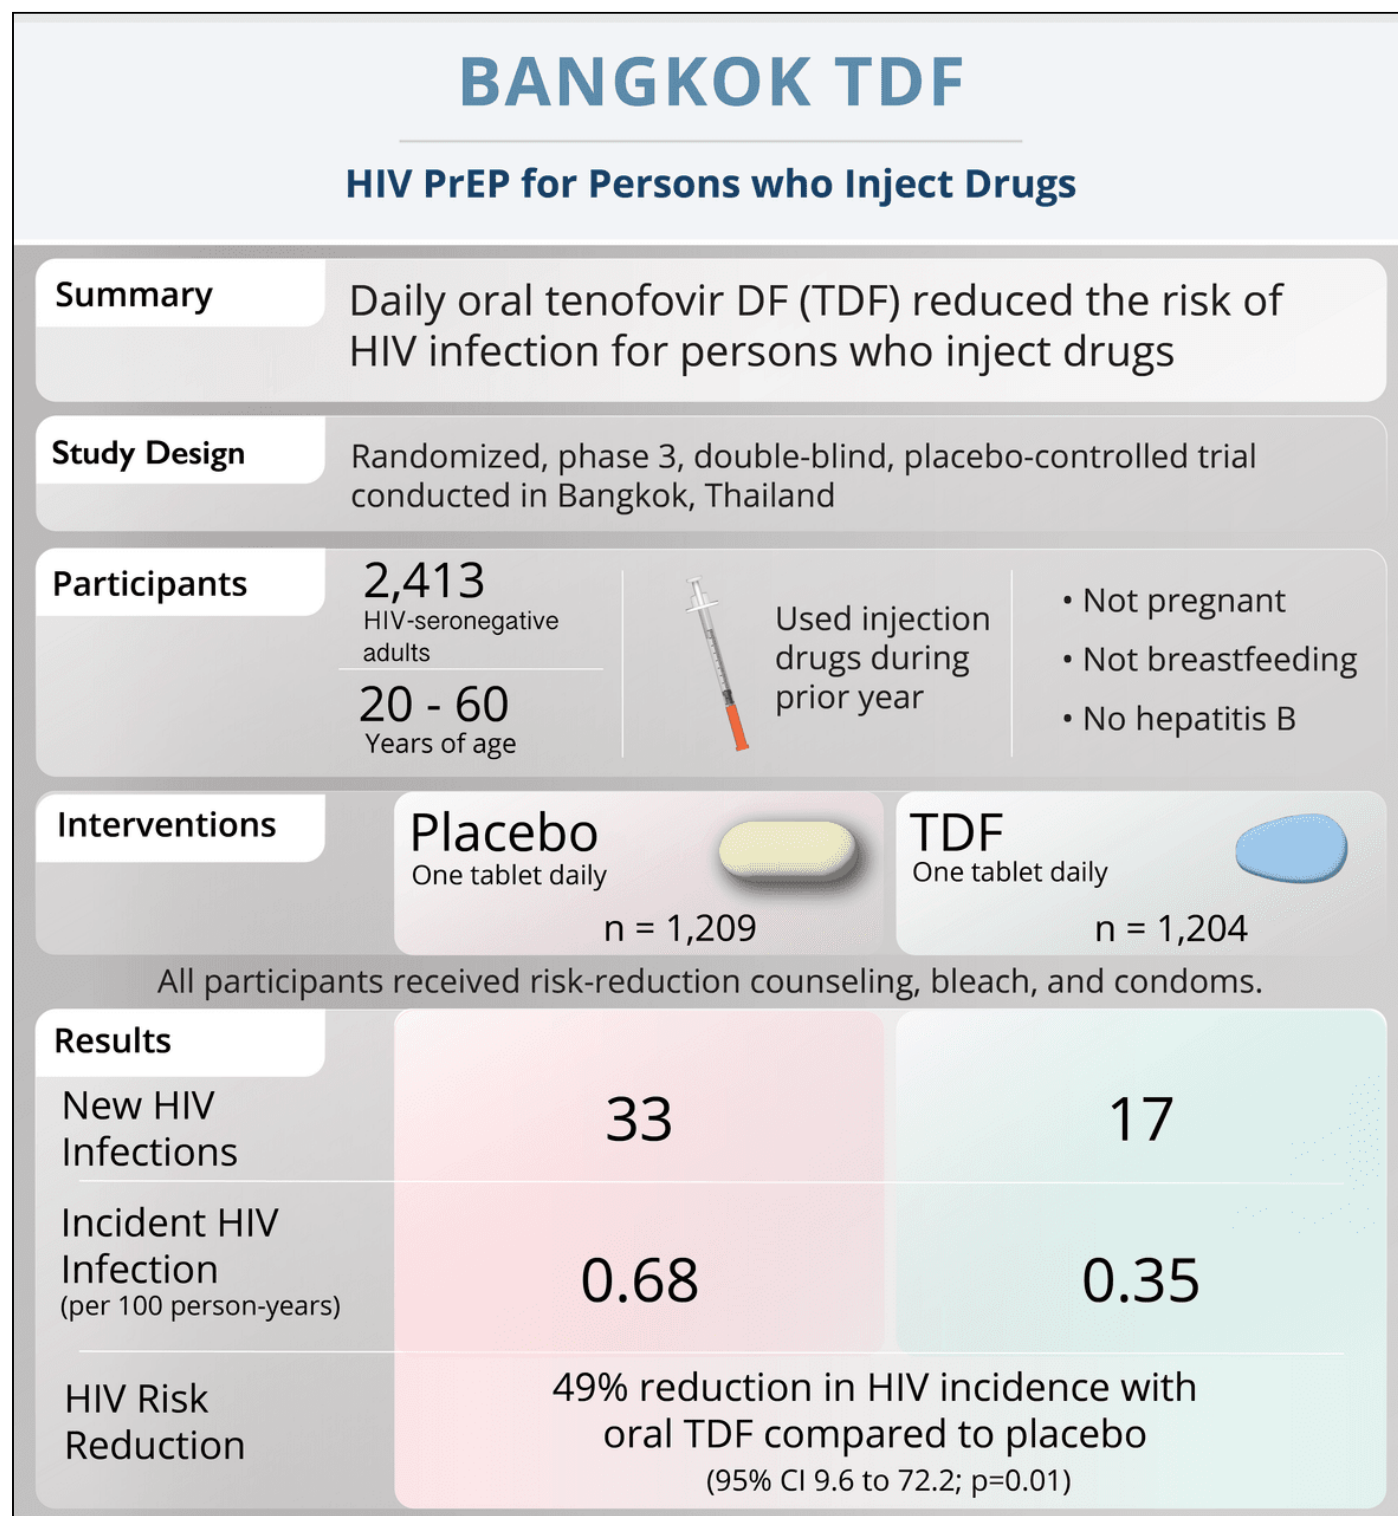 BANGKOK TDF
HIV PrEP for Persons who Inject Drugs
Summary
Daily oral tenofovir DF (TDF) reduced the risk of
HIV infection for persons who inject drugs
Study Design
Randomized, phase 3, double-blind, placebo-controlled trial
conducted in Bangkok, Thailand
Participants
2,413
HIV-seronegative
adults
20 - 60
Years of age
Used injection
drugs during
prior year
• Not pregnant
• Not breastfeeding
• No hepatitis B
Interventions
Placebo
One tablet daily
n = 1,209
TDF
One tablet daily
n = 1,204
All participants received risk-reduction counseling, bleach, and condoms.
Results
New HIV
Infections
33
17
Incident HIV
Infection
(per 100 person-years)
0.68
0.35
HIV Risk
Reduction
49% reduction in HIV incidence with
oral TDF compared to placebo
(95% CI 9.6 to 72.2; p=0.01)